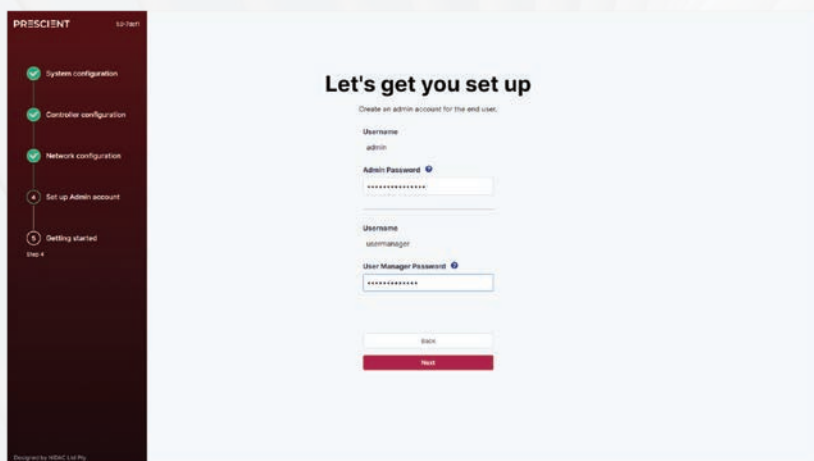 PRESCIENT
System configuration
Controller configuration
Network configuration
4 Set up Admin account
5 Getting started
Step 4
Let's get you set up
Create an admin account for the end user.
Username
admin
Admin Password ?
•••••••••••••••
Username
usermanager
User Manager Password ?
•••••••••••••
Back
Next
Designed by